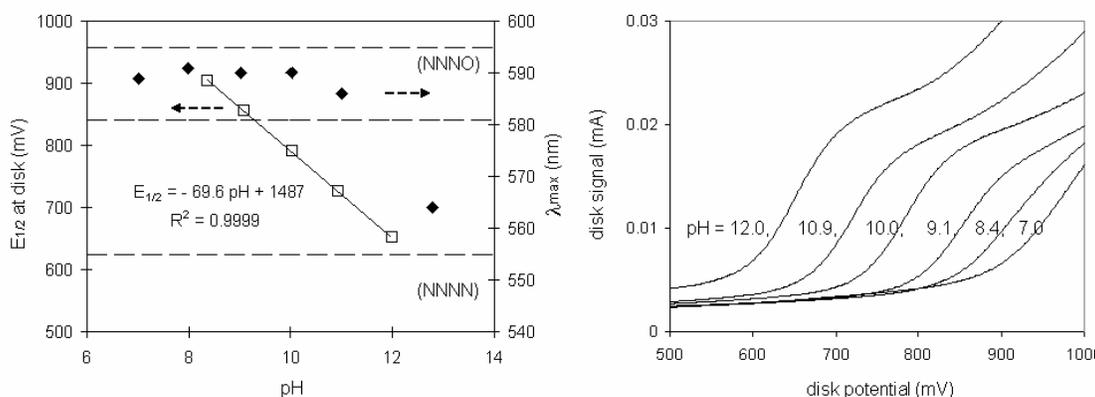 1000
900
800
700
600
500
E1/2 at disk (mV)
6
8
10
12
14
pH
600
590
580
570
560
550
540
λmax (nm)
(NNNO)
(NNNN)
E1/2 = - 69.6 pH + 1487
R² = 0.9999
0.03
0.02
0.01
0
disk signal (mA)
pH = 12.0, 10.9, 10.0, 9.1, 8.4, 7.0
500
600
700
800
900
1000
disk potential (mV)